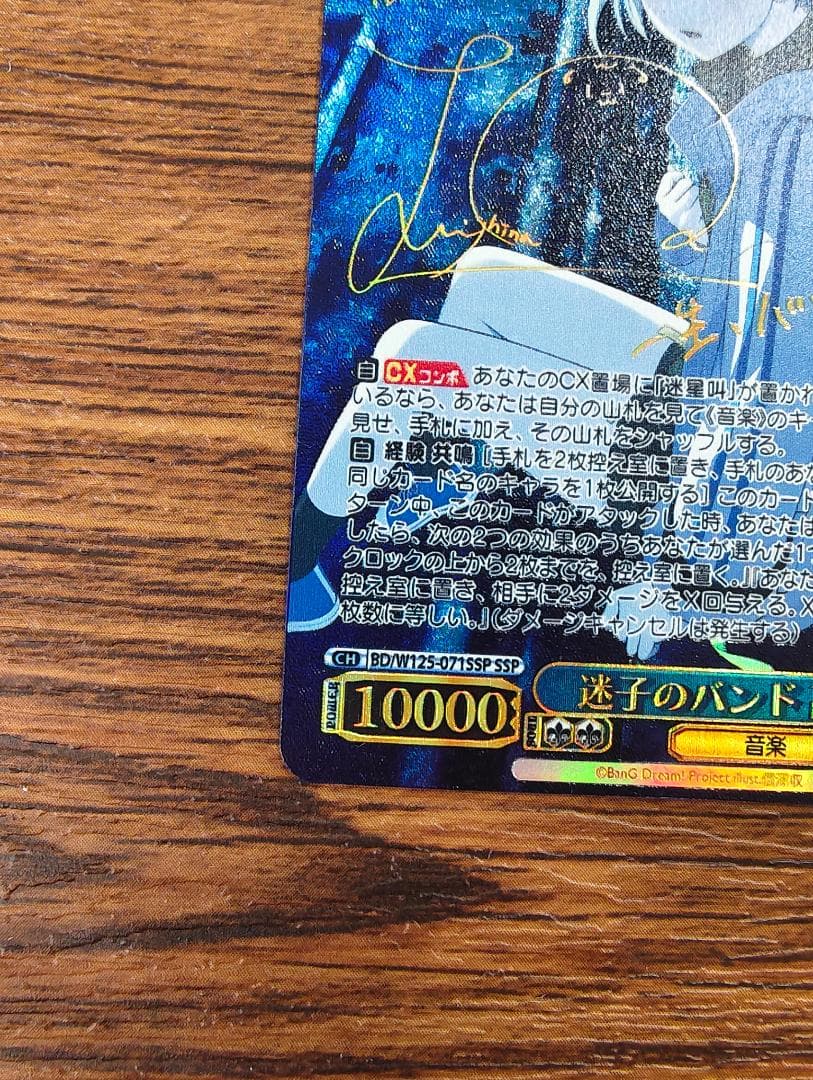 自 CXコンボ あなたのCX置場に「迷星叫」が置かれ
いるなら、あなたは自分の山札を見て《音楽》のキ
見せ、手札に加え、その山札をシャッフルする。
自 経験 共鳴 [手札を2枚控え室に置き、手札のあな
同じカード名のキャラを1枚公開する] このカード
ターン中、このカードがアタックした時、あなたは
したら、次の2つの効果のうちあなたが選んだ1つ
クロックの上から2枚までを、控え室に置く。』『あなた
控え室に置き、相手に2ダメージをX回与える。X
枚数に等しい。』(ダメージキャンセルは発生する)
CH BD/W125-071SSP SSP
10000
迷子のバンド
音楽
©BanG Dream! Project illust.